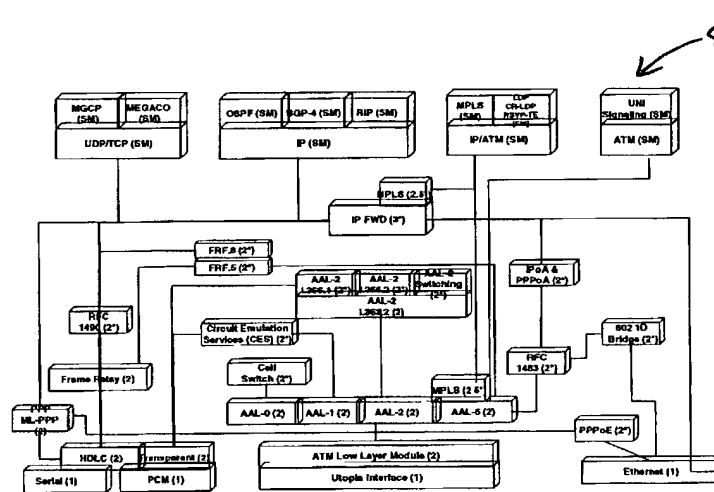 MGCP (SM)
MEGACO (SM)
UDP/TCP (SM)
OSPF (SM)
BGP-4 (SM)
RIP (SM)
IP (SM)
MPLS (SM)
LDP
CR-LDP
RSVP-TE
(SM)
IP/ATM (SM)
UNI
Signaling (SM)
ATM (SM)
MPLS (2.5*)
IP FWD (3*)
FRF.8 (2*)
FRF.5 (2*)
AAL-2
AAL-2
AAL-2
Switching
(2*)
AAL-2
IPoA &
PPPoA (2*)
RFC
1490 (2*)
Circuit Emulation
Services (CES) (2*)
802.1D
Bridge (2*)
RFC
1483 (2*)
Frame Relay (2)
Cell
Switch (2*)
MPLS (2.5*
AAL-0 (2)
AAL-1 (2)
AAL-2 (2)
AAL-5 (2)
PPP
ML-PPP
PPPoE (2*)
HDLC (2)
Transparent (2)
ATM Low Layer Module (2)
Serial (1)
PCM (1)
Utopia Interface (1)
Ethernet (1)